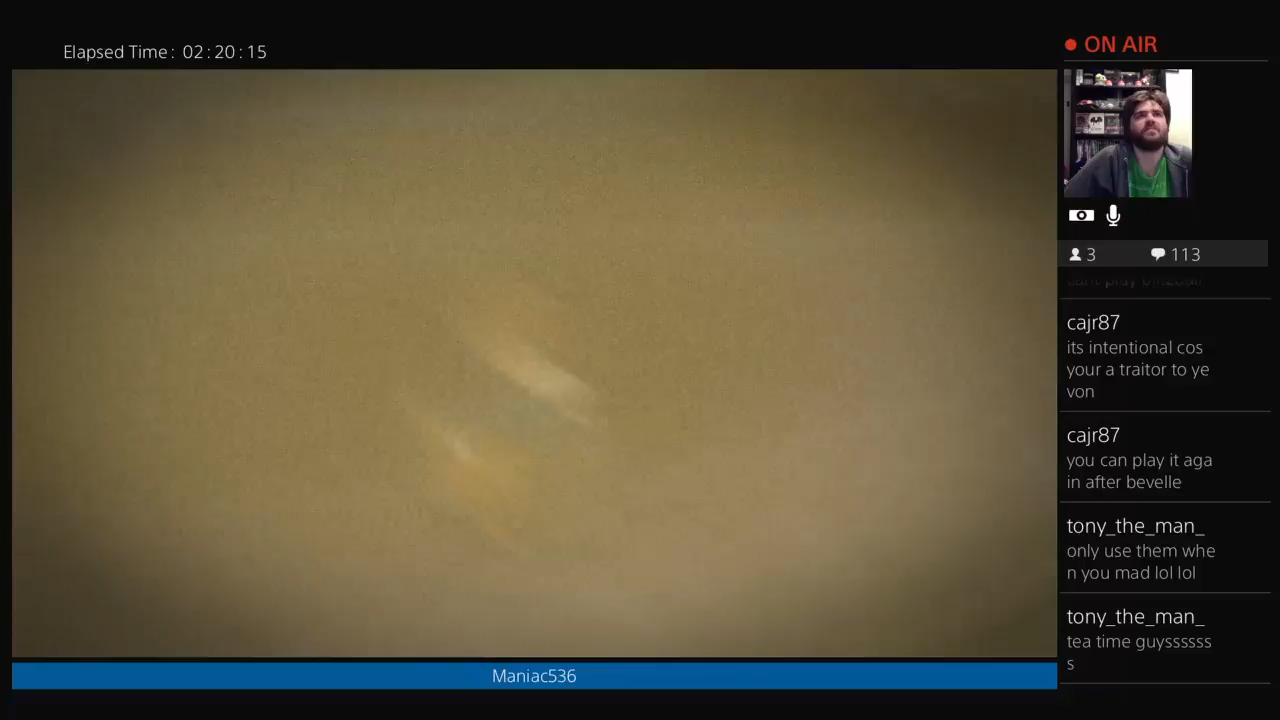 Elapsed Time: 02:20:15
ON AIR
3
113
cajr87
its intentional cos
your a traitor to ye
von
cajr87
you can play it aga
in after bevelle
tony_the_man_
only use them whe
n you mad lol lol
tony_the_man_
tea time guyssssss
s
Maniac536